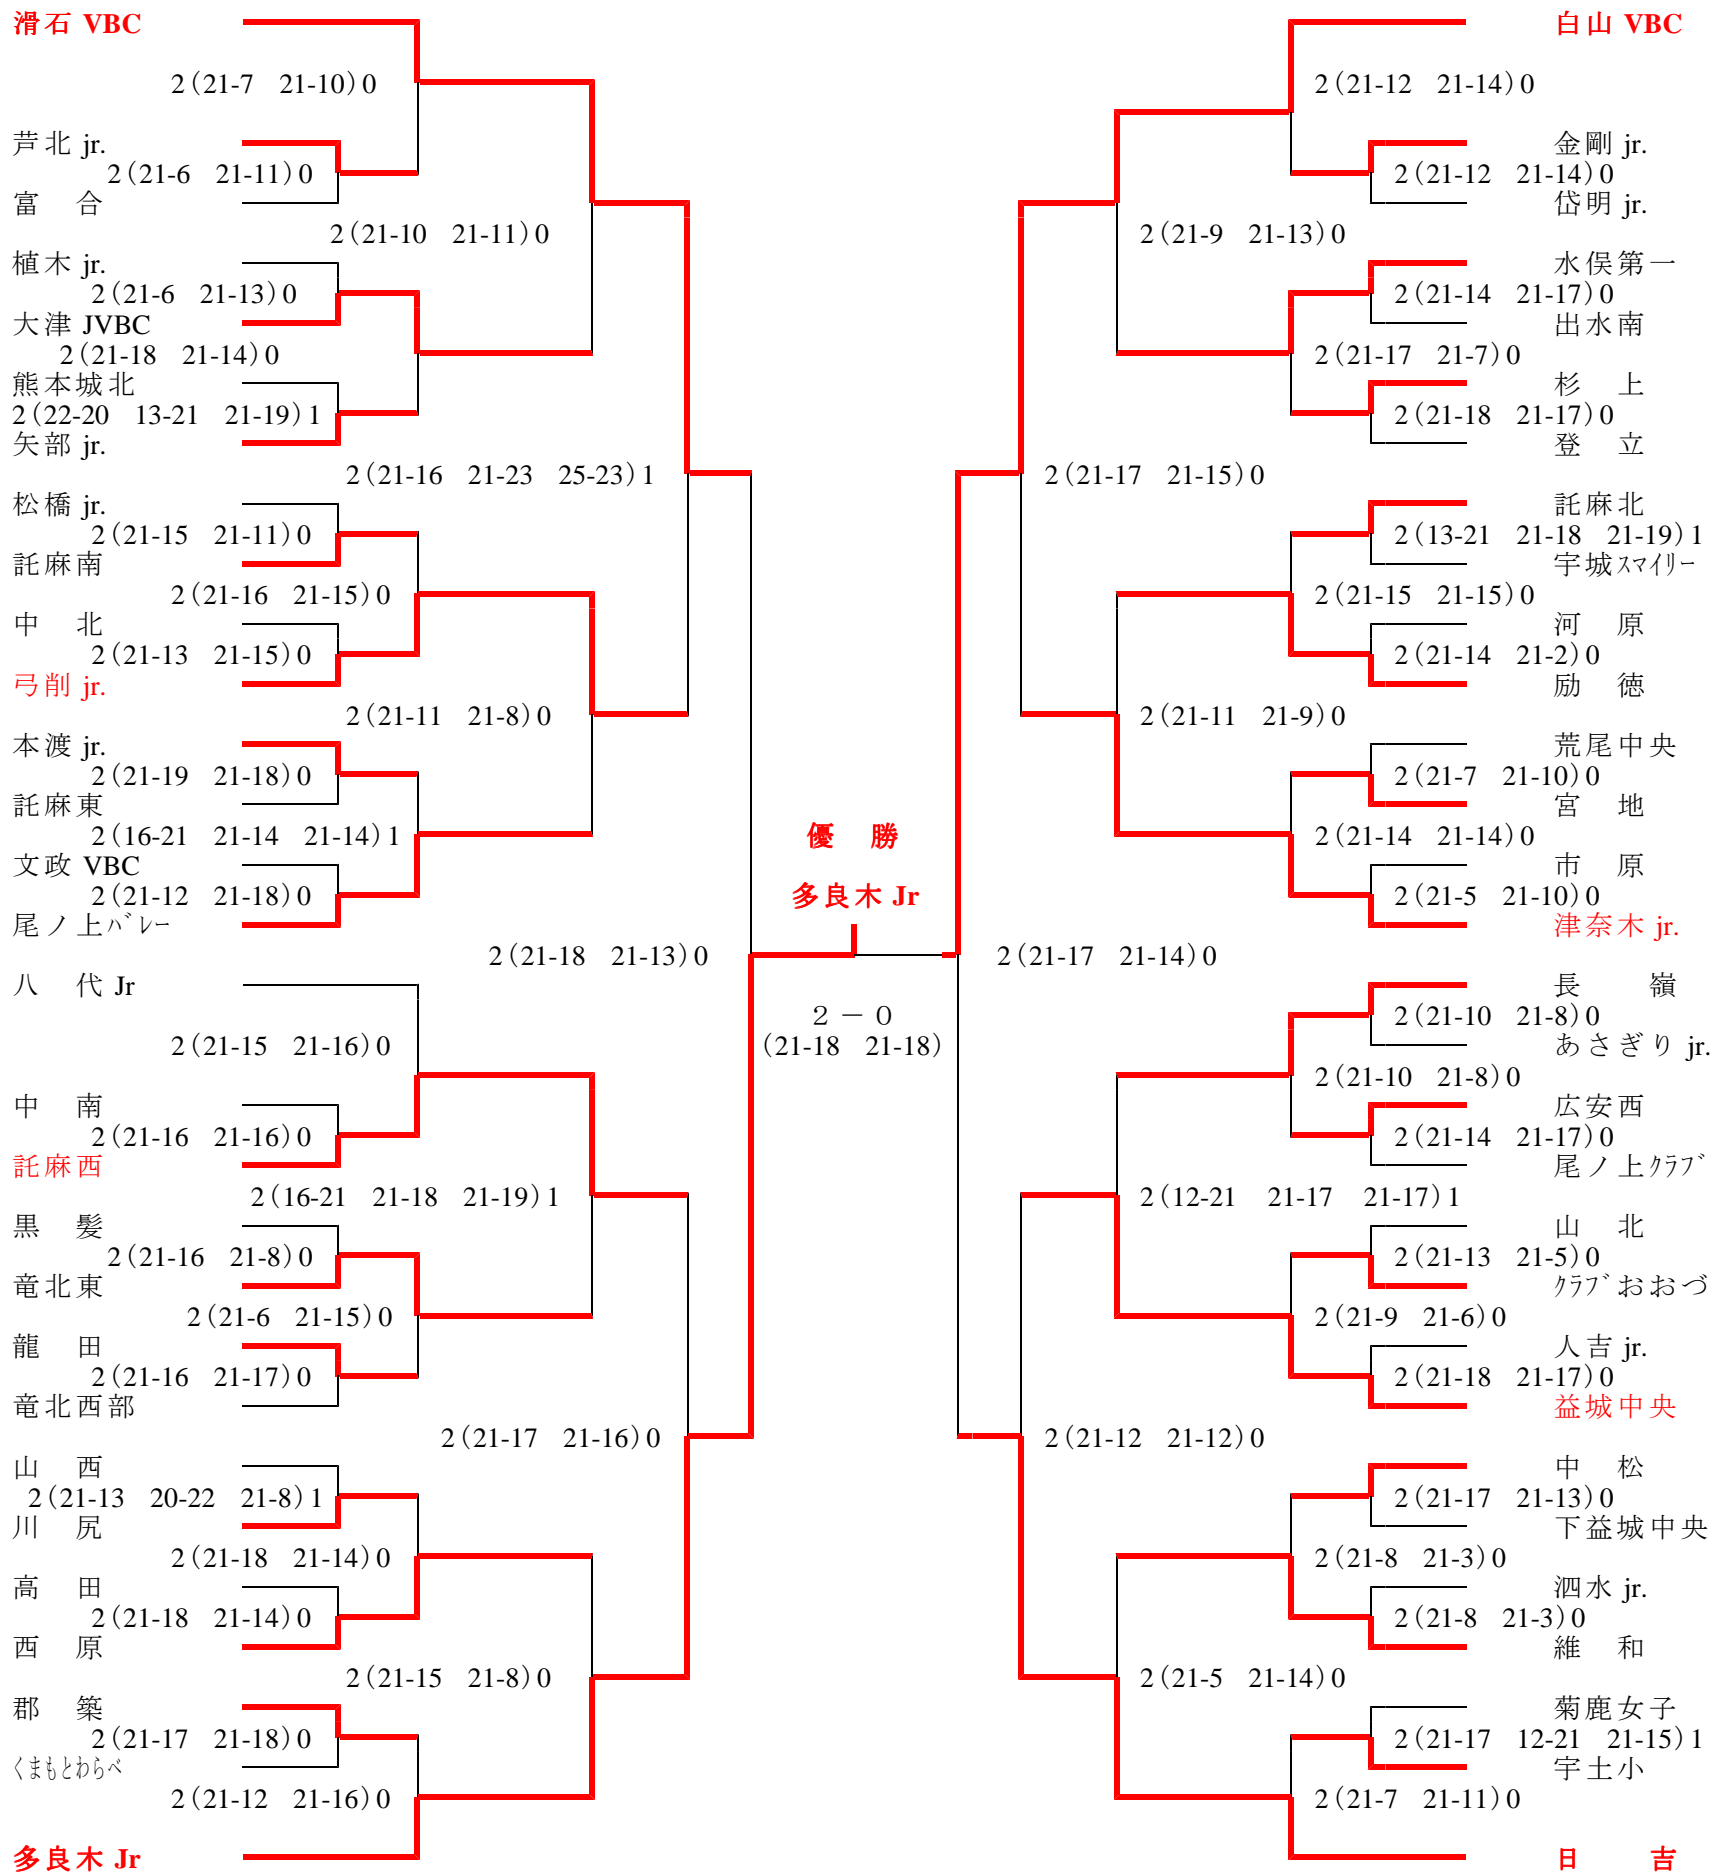 滑石 VBC
2(21-7 21-10)0
芦北 jr.
2(21-6 21-11)0
富 合
2(21-10 21-11)0
植木 jr.
2(21-6 21-13)0
大津 JVBC
2(21-18 21-14)0
熊本城北
2(22-20 13-21 21-19)1
矢部 jr.
2(21-16 21-23 25-23)1
松橋 jr.
2(21-15 21-11)0
託麻南
2(21-16 21-15)0
中 北
2(21-13 21-15)0
弓削 jr.
2(21-11 21-8)0
本渡 jr.
2(21-19 21-18)0
託麻東
2(16-21 21-14 21-14)1
文政 VBC
2(21-12 21-18)0
尾ノ上バレー
2(21-18 21-13)0
八 代 Jr
2(21-15 21-16)0
中 南
2(21-16 21-16)0
託麻西
2(16-21 21-18 21-19)1
黒 髪
2(21-16 21-8)0
竜北東
2(21-6 21-15)0
龍 田
2(21-16 21-17)0
竜北西部
2(21-17 21-16)0
山 西
2(21-13 20-22 21-8)1
川 尻
2(21-18 21-14)0
高 田
2(21-18 21-14)0
西 原
2(21-15 21-8)0
郡 築
2(21-17 21-18)0
くまもとわらべ
2(21-12 21-16)0
多良木 Jr
優 勝
多良木 Jr
2-0
(21-18 21-18)
白山 VBC
2(21-12 21-14)0
金剛 jr.
2(21-12 21-14)0
岱明 jr.
2(21-9 21-13)0
水俣第一
2(21-14 21-17)0
出水南
2(21-17 21-7)0
杉 上
2(21-18 21-17)0
登 立
2(21-17 21-15)0
託麻北
2(13-21 21-18 21-19)1
宇城スマイリー
2(21-15 21-15)0
河 原
2(21-14 21-2)0
励 徳
2(21-11 21-9)0
荒尾中央
2(21-7 21-10)0
宮 地
2(21-14 21-14)0
市 原
2(21-5 21-10)0
津奈木 jr.
2(21-17 21-14)0
長 嶺
2(21-10 21-8)0
あさぎり jr.
2(21-10 21-8)0
広安西
2(21-14 21-17)0
尾ノ上クラブ
2(12-21 21-17 21-17)1
山 北
2(21-13 21-5)0
クラブおおづ
2(21-9 21-6)0
人吉 jr.
2(21-18 21-17)0
益城中央
2(21-12 21-12)0
中 松
2(21-17 21-13)0
下益城中央
2(21-8 21-3)0
泗水 jr.
2(21-8 21-3)0
維 和
2(21-5 21-14)0
菊鹿女子
2(21-17 12-21 21-15)1
宇土小
2(21-7 21-11)0
日 吉